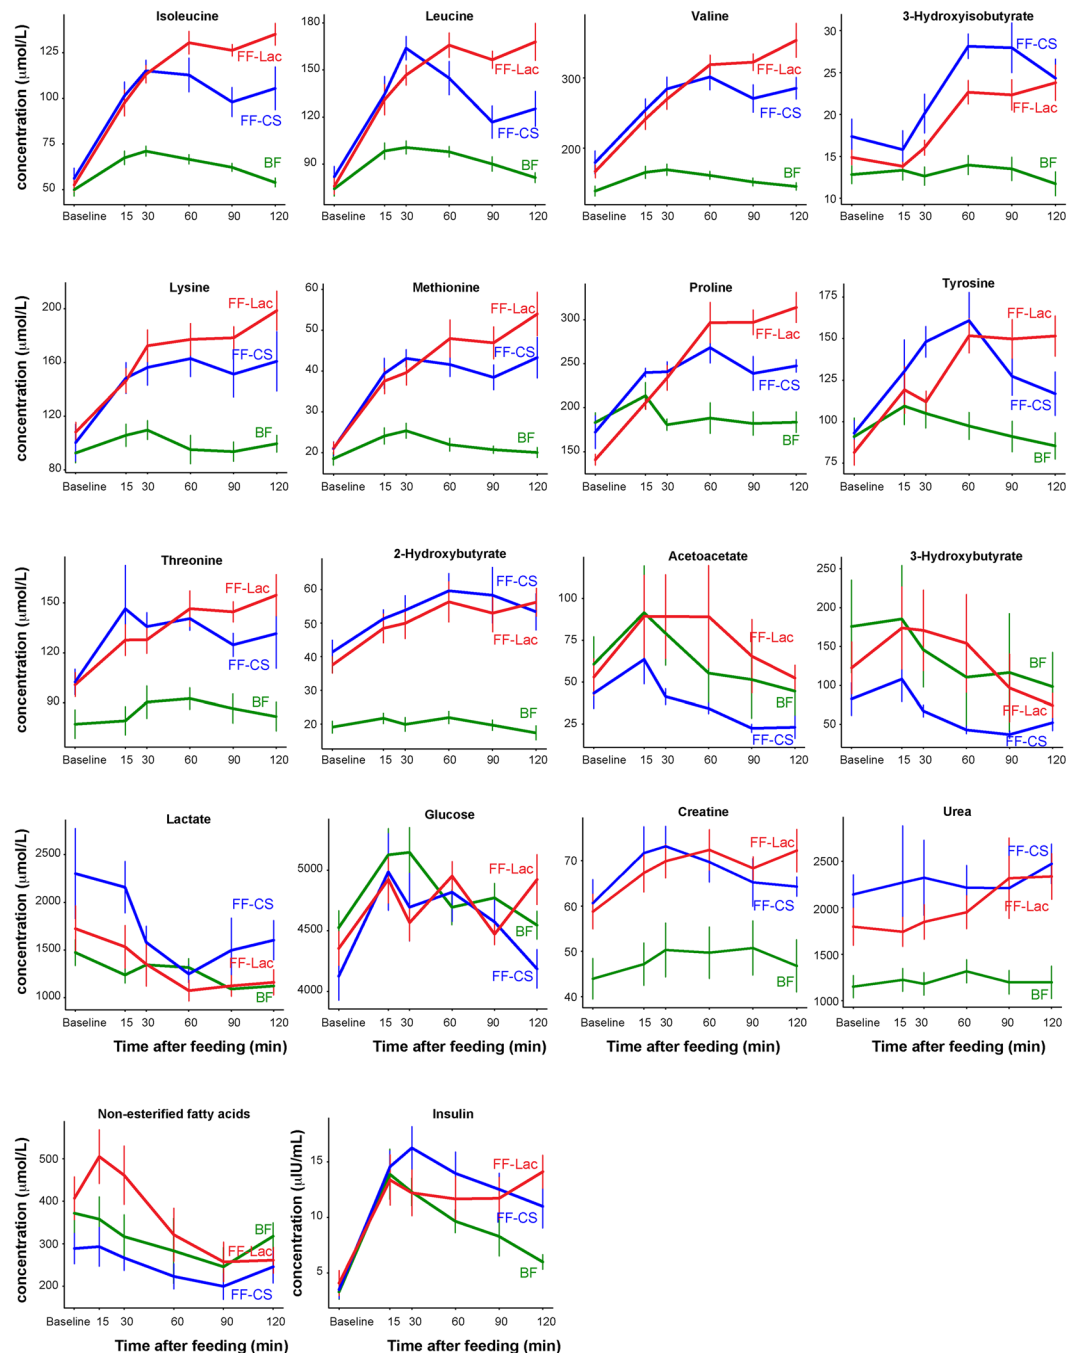 Isoleucine
concentration (μmol/L)
125
100
75
50
FF-Lac
FF-CS
BF
Baseline 15 30 60 90 120
Leucine
180
150
120
90
FF-Lac
FF-CS
BF
Baseline 15 30 60 90 120
Valine
300
200
FF-Lac
FF-CS
BF
Baseline 15 30 60 90 120
3-Hydroxyisobutyrate
30
25
20
15
10
FF-CS
FF-Lac
BF
Baseline 15 30 60 90 120
Lysine
concentration (μmol/L)
200
160
120
80
FF-Lac
FF-CS
BF
Baseline 15 30 60 90 120
Methionine
60
50
40
30
20
FF-Lac
FF-CS
BF
Baseline 15 30 60 90 120
Proline
300
250
200
150
FF-Lac
FF-CS
BF
Baseline 15 30 60 90 120
Tyrosine
175
150
125
100
75
FF-Lac
FF-CS
BF
Baseline 15 30 60 90 120
Threonine
concentration (μmol/L)
150
120
90
FF-Lac
FF-CS
BF
Baseline 15 30 60 90 120
2-Hydroxybutyrate
60
50
40
30
20
FF-CS
FF-Lac
BF
Baseline 15 30 60 90 120
Acetoacetate
100
75
50
25
FF-Lac
BF
FF-CS
Baseline 15 30 60 90 120
3-Hydroxybutyrate
250
200
150
100
50
BF
FF-Lac
FF-CS
Baseline 15 30 60 90 120
Lactate
concentration (μmol/L)
2500
2000
1500
1000
FF-CS
FF-Lac
BF
Baseline 15 30 60 90 120
Time after feeding (min)
Glucose
5000
4500
4000
FF-Lac
BF
FF-CS
Baseline 15 30 60 90 120
Time after feeding (min)
Creatine
70
60
50
40
FF-Lac
FF-CS
BF
Baseline 15 30 60 90 120
Time after feeding (min)
Urea
2500
2000
1500
1000
FF-CS
FF-Lac
BF
Baseline 15 30 60 90 120
Time after feeding (min)
Non-esterified fatty acids
concentration (μmol/L)
500
400
300
200
BF
FF-Lac
FF-CS
Baseline 15 30 60 90 120
Time after feeding (min)
Insulin
concentration (μIU/mL)
15
10
5
FF-Lac
FF-CS
BF
Baseline 15 30 60 90 120
Time after feeding (min)